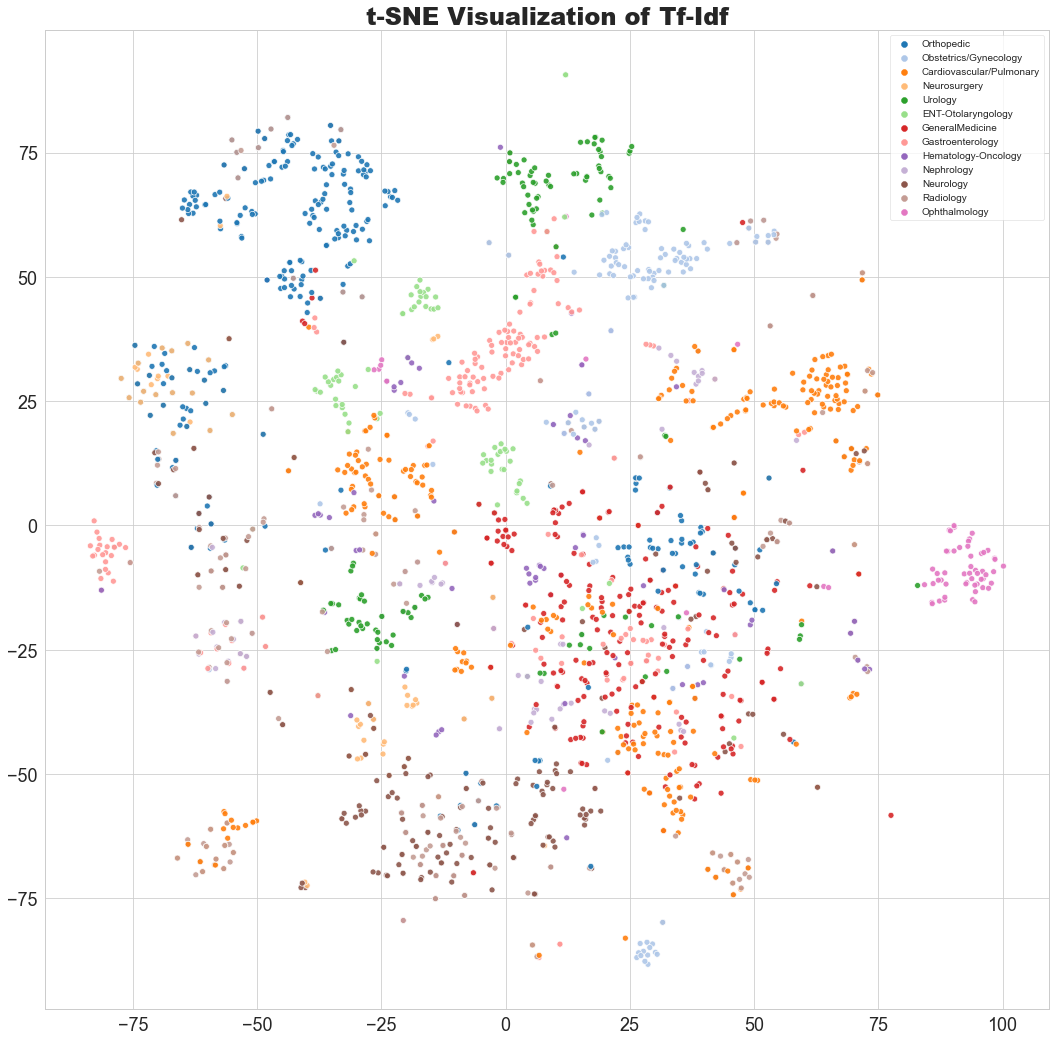 t-SNE Visualization of Tf-Idf
Orthopedic
Obstetrics/Gynecology
Cardiovascular/Pulmonary
Neurosurgery
Urology
ENT-Otolaryngology
GeneralMedicine
Gastroenterology
Hematology-Oncology
Nephrology
Neurology
Radiology
Ophthalmology
75
50
25
0
−25
−50
−75
−75 −50 −25 0 25 50 75 100